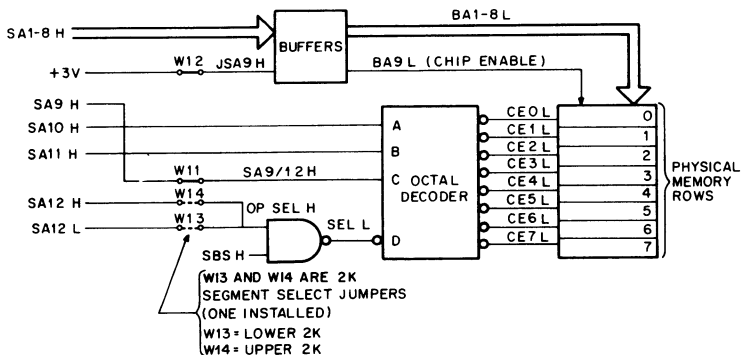 SA1-8 H
BUFFERS
BA1-8 L
+3V
W12
JSA9 H
BA9 L (CHIP ENABLE)
SA9 H
SA10 H
SA11 H
A
B
C
D
OCTAL
DECODER
W11
SA9/12 H
SA12 H
W14
SA12 L
W13
OP SEL H
SEL L
SBS H
CE0 L
CE1 L
CE2 L
CE3 L
CE4 L
CE5 L
CE6 L
CE7 L
0
1
2
3
4
5
6
7
PHYSICAL
MEMORY
ROWS
W13 AND W14 ARE 2K
SEGMENT SELECT JUMPERS
(ONE INSTALLED)
W13 = LOWER 2K
W14 = UPPER 2K